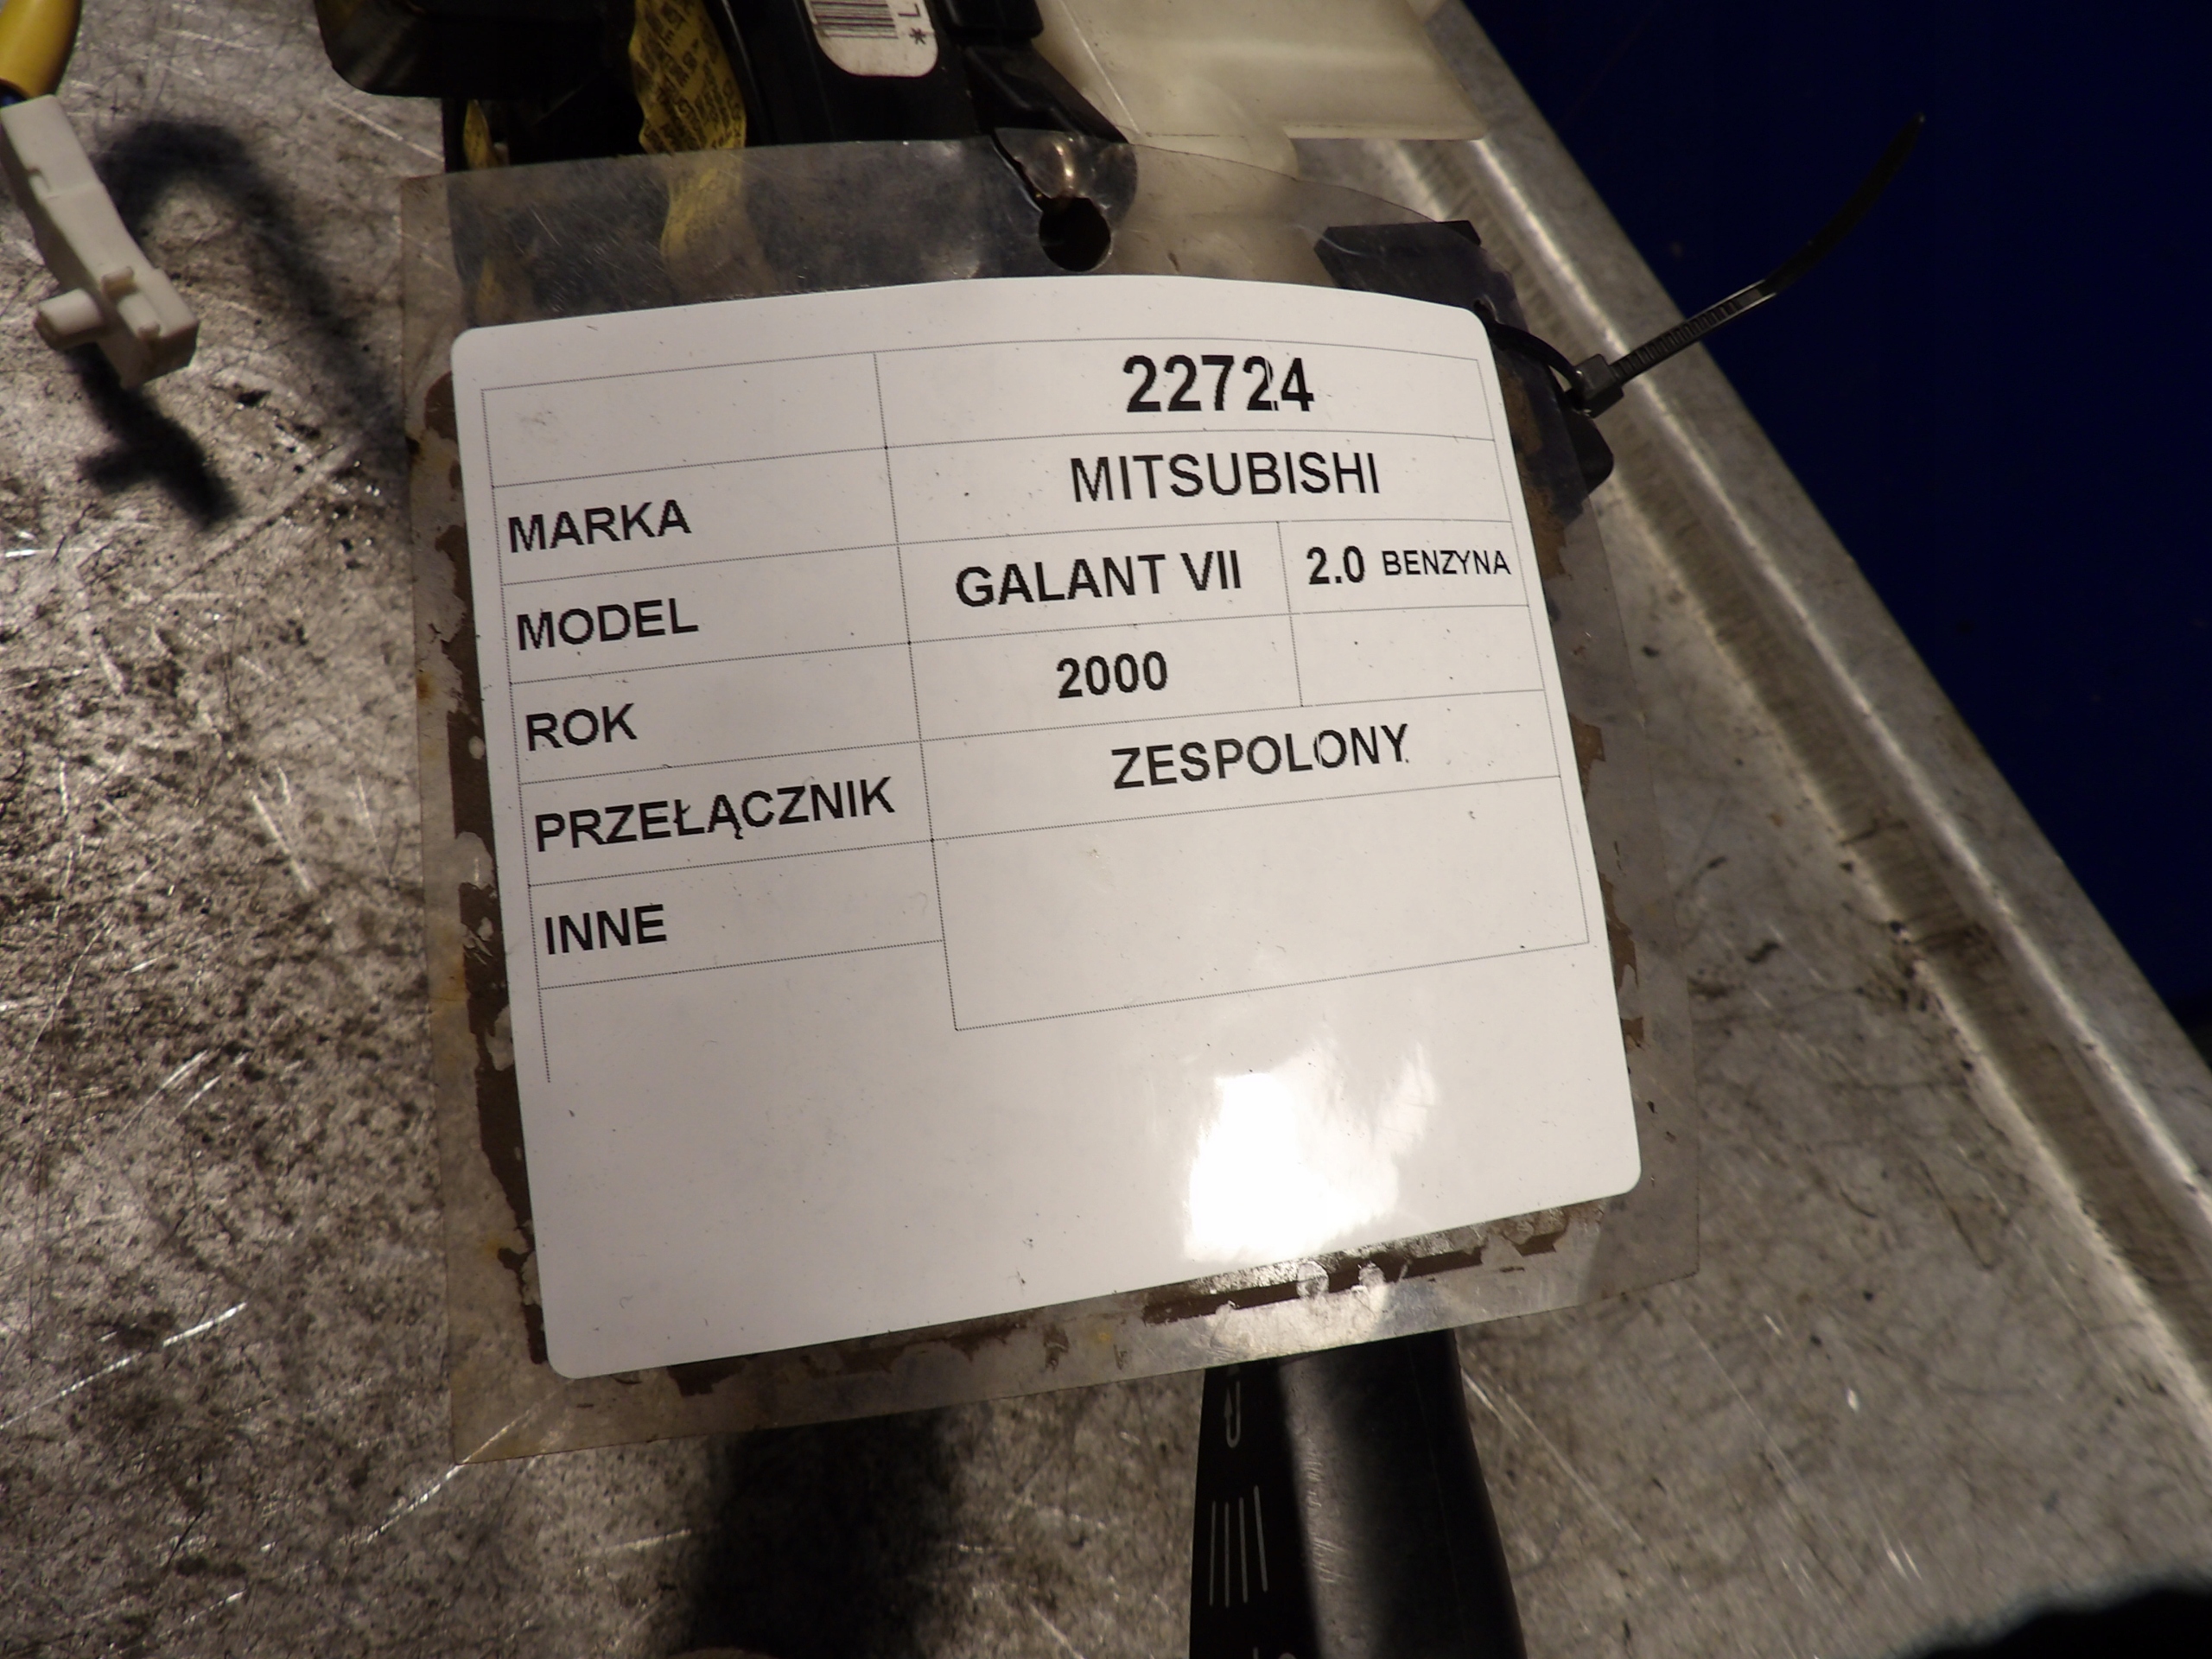 22724
MARKA MITSUBISHI
MODEL GALANT VII 2.0 BENZYNA
ROK 2000
PRZEŁĄCZNIK ZESPOLONY
INNE